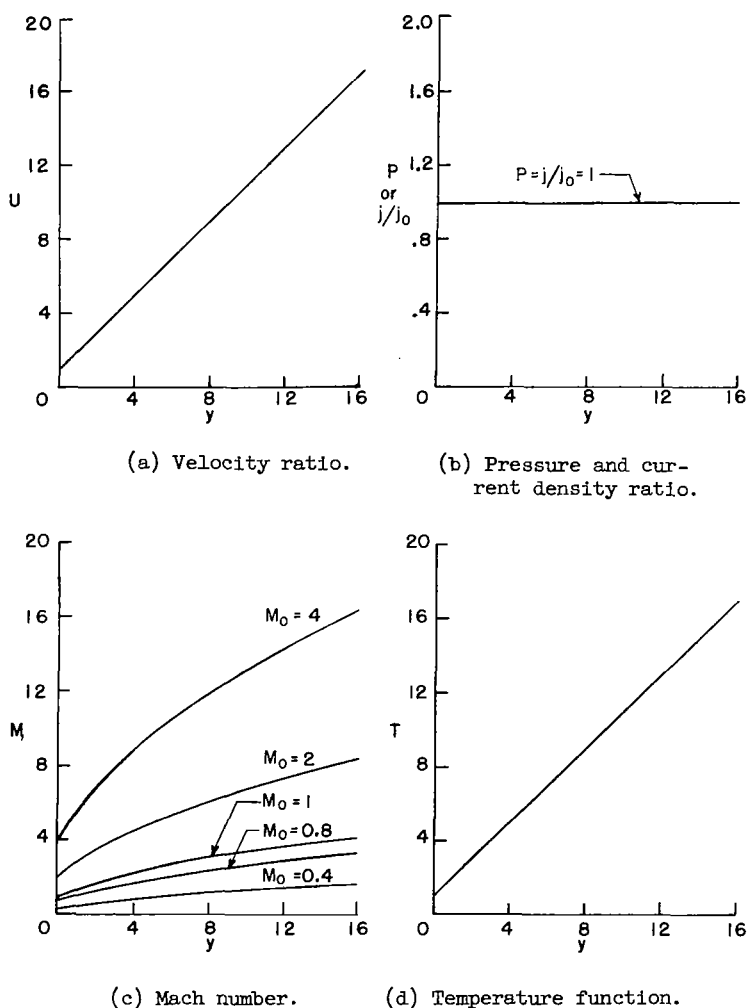 20
16
12
U
8
4
0
4
8
12
16
y
(a) Velocity ratio.
2.0
1.6
1.2
P
or
j/j₀
P = j/j₀ = 1
.8
.4
0
4
8
12
16
y
(b) Pressure and cur-
rent density ratio.
20
16
12
M,
8
4
0
M₀ = 4
M₀ = 2
M₀ = 1
M₀ = 0.8
M₀ = 0.4
4
8
12
16
y
(c) Mach number.
20
16
12
T
8
4
0
4
8
12
16
y
(d) Temperature function.